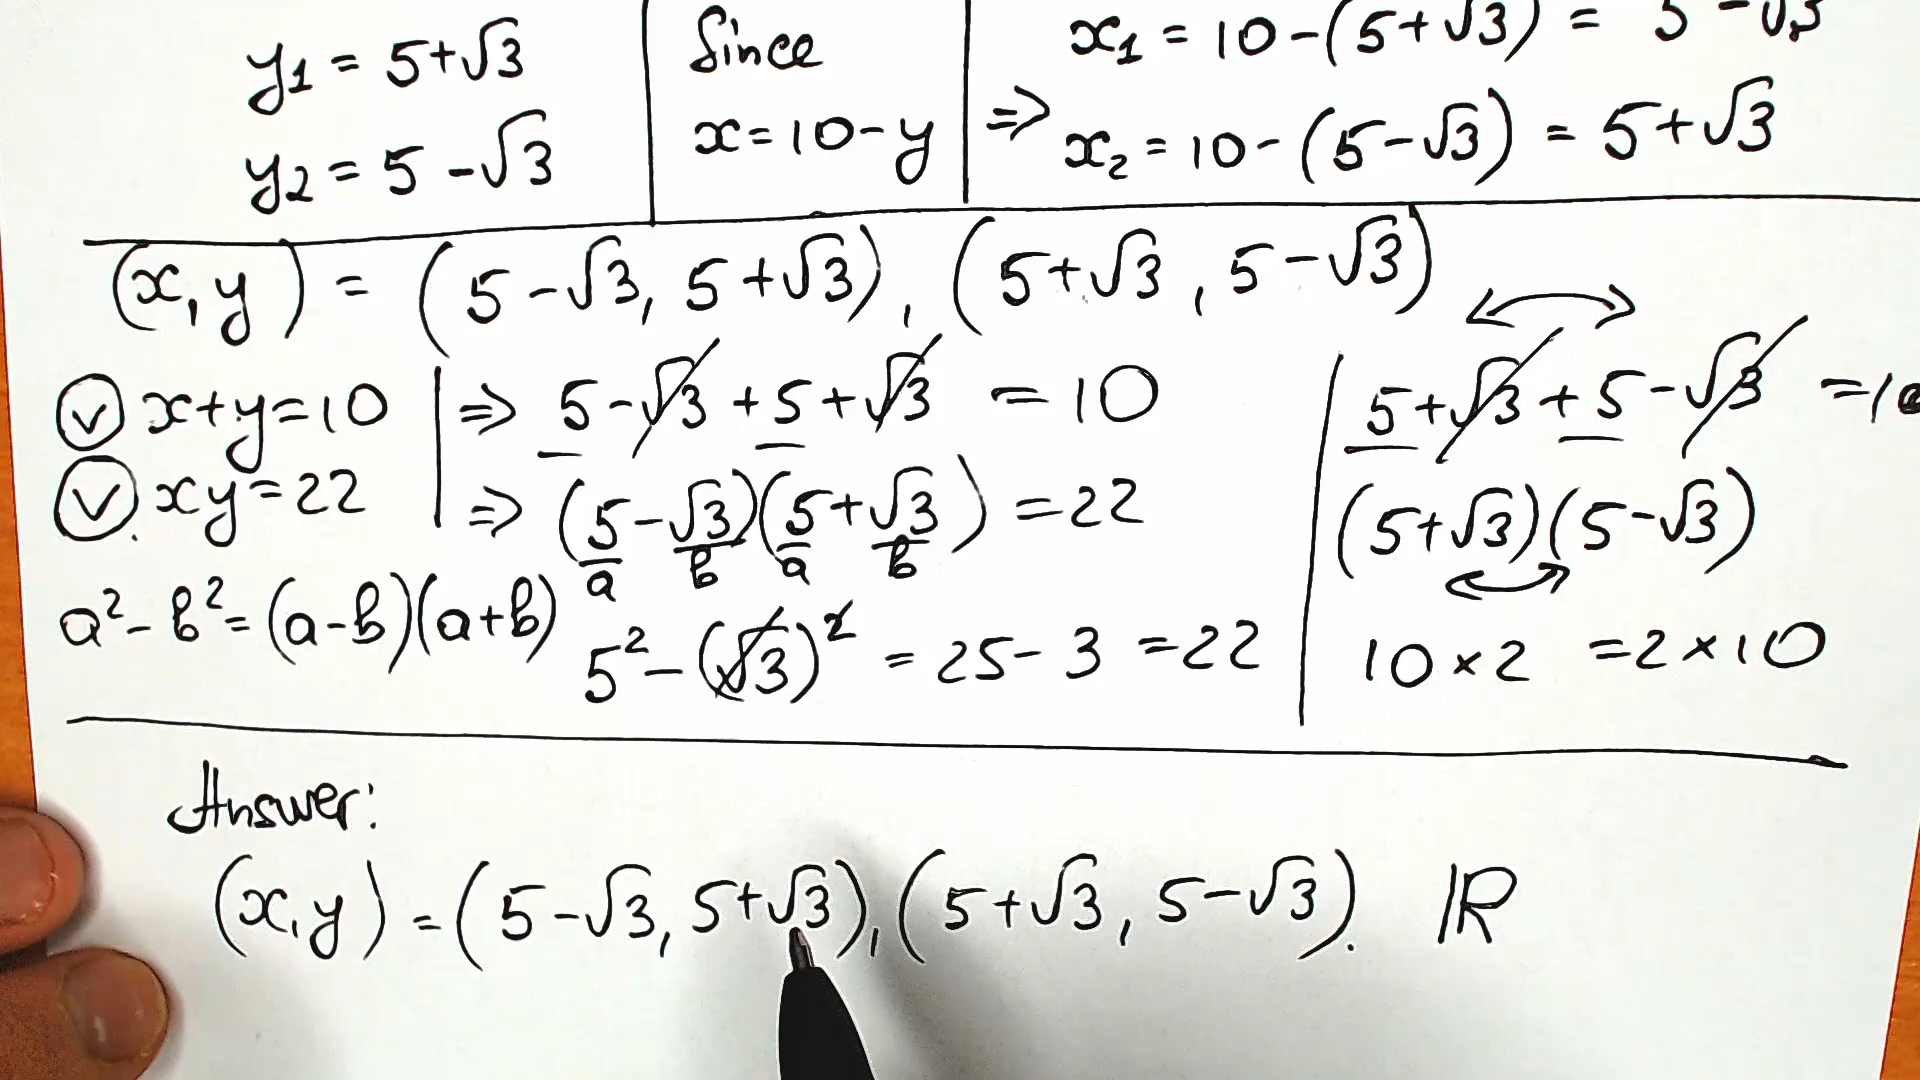 y1 = 5+√3
y2 = 5-√3
Since
x=10-y
x1 = 10-(5+√3) = 5-√3
⇒ x2 = 10-(5-√3) = 5+√3
(x,y) = (5-√3, 5+√3), (5+√3, 5-√3)
v x+y=10 ⇒ 5-√3+5+√3 = 10
v xy=22 ⇒ (5-√3)(5+√3) = 22
a b a b
a²-b²=(a-b)(a+b)
5²-(√3)² = 25-3 = 22
5+√3+5-√3 = 10
(5+√3)(5-√3)
10×2 = 2×10
Answer:
(x,y) = (5-√3, 5+√3), (5+√3, 5-√3). ℝ